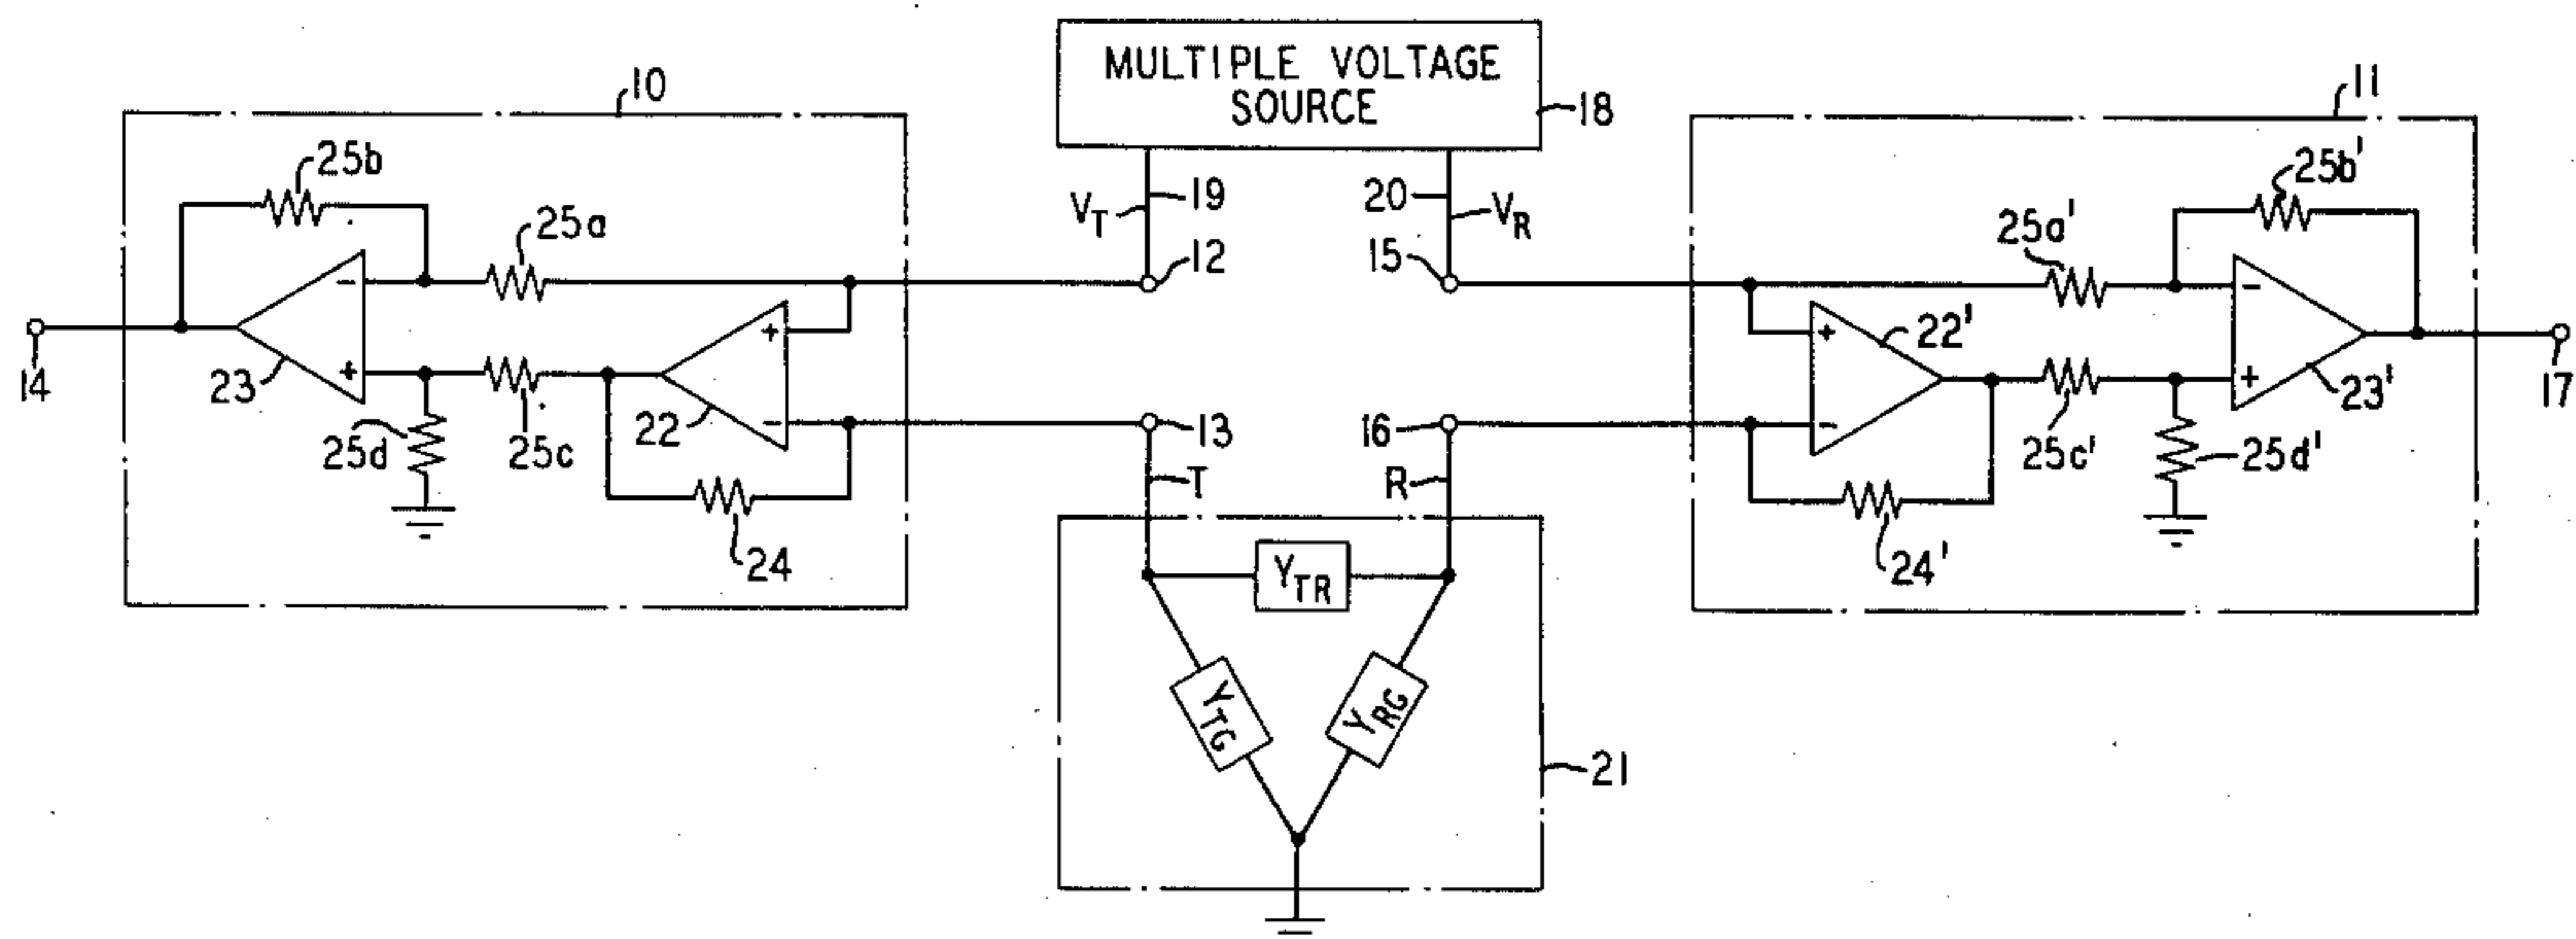 10
MULTIPLE VOLTAGE
SOURCE
18
11
25b
25a
19
V_T
20
V_R
25b'
25a'
12
15
-
+
+
-
14
23
25d
25c
22
13
16
T
R
24
+
-
22'
-
+
25c'
23'
25d'
17
24'
Y_TR
Y_TG
Y_RG
21